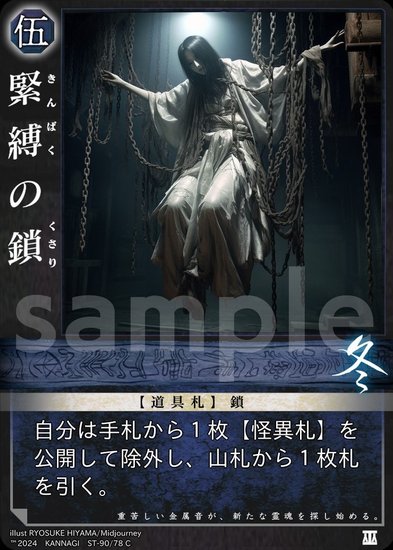 伍
緊縛の鎖
きんばく
くさり
sample
冬
【道具札】 鎖
自分は手札から1枚【怪異札】を
公開して除外し、山札から1枚札
を引く。
重苦しい金属音が、新たな霊魂を探し始める。
illust RYOSUKE HIYAMA/Midjourney
™2024 KANNAGI ST-90/78 C